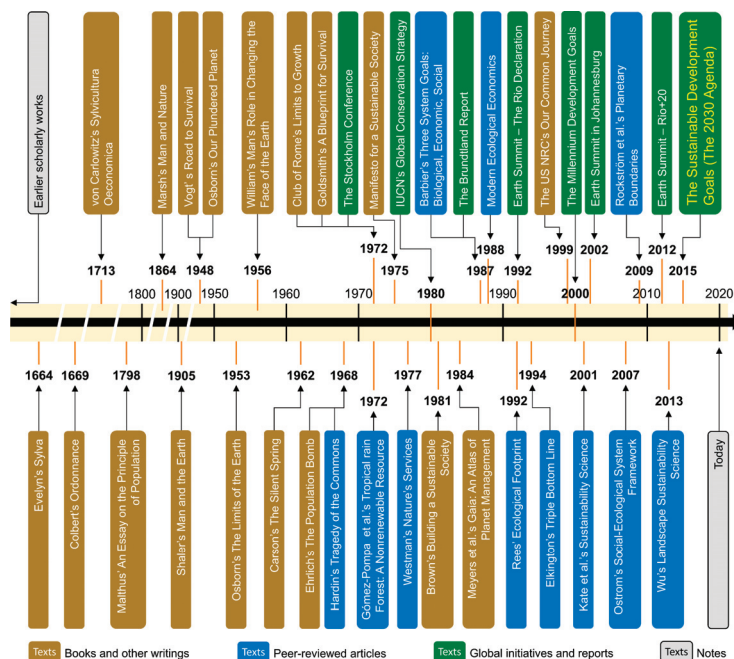 Earlier scholarly works
von Carlowitz's Sylvicultura
Oeconomica
Marsh's Man and Nature
Vogt' s Road to Survival
Osborn's Our Plundered Planet
William's Man's Role in Changing the
Face of the Earth
Club of Rome's Limits to Growth
Goldsmith's A Blueprint for Survival
The Stockholm Conference
Manifesto for a Sustainable Society
IUCN's Global Conservation Strategy
Barbier's Three System Goals:
Biological, Economic, Social
The Brundtland Report
Modern Ecological Economics
Earth Summit – The Rio Declaration
The US NRC's Our Common Journey
The Millennium Development Goals
Earth Summit in Johannesburg
Rockstrom et al.'s Planetary
Boundaries
Earth Summit – Rio+20
The Sustainable Development
Goals (The 2030 Agenda)
1713
1864
1948
1956
1972
1975
1980
1987
1988
1992
1999
2000
2002
2009
2012
2015
1800
1900
1950
1960
1970
1990
2010
2020
1664
1669
1798
1905
1953
1962
1968
1972
1977
1981
1984
1992
1994
2001
2007
2013
Evelyn's Sylva
Colbert's Ordonnance
Malthus' An Essay on the Principle
of Population
Shaler's Man and the Earth
Osborn's The Limits of the Earth
Carson's The Silent Spring
Ehrlich's The Population Bomb
Hardin's Tragedy of the Commons
Gómez-Pompa et al.'s Tropical rain
Forest: A Nonrenewable Resource
Westman's Nature's Services
Brown's Building a Sustainable
Society
Meyers et al.'s Gaia: An Atlas of
Planet Management
Rees' Ecological Footprint
Elkington's Triple Bottom Line
Kate et al.'s Sustainability Science
Ostrom's Social-Ecological System
Framework
Wu's Landscape Sustainability
Science
Today
Texts Books and other writings
Texts Peer-reviewed articles
Texts Global initiatives and reports
Texts Notes